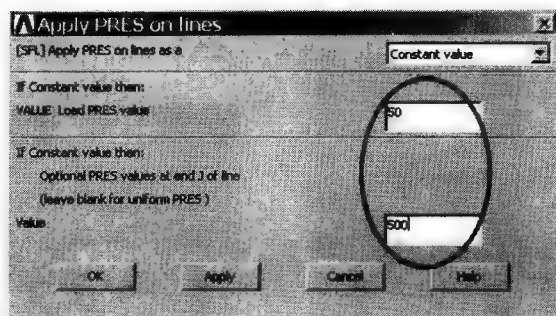 Apply PRES on lines
[SFL] Apply PRES on lines as a
Constant value
If Constant value then:
VALUE Load PRES value
50
If Constant value then:
Optional PRES values at end J of line
(leave blank for uniform PRES )
Value
500
OK
Apply
Cancel
Help